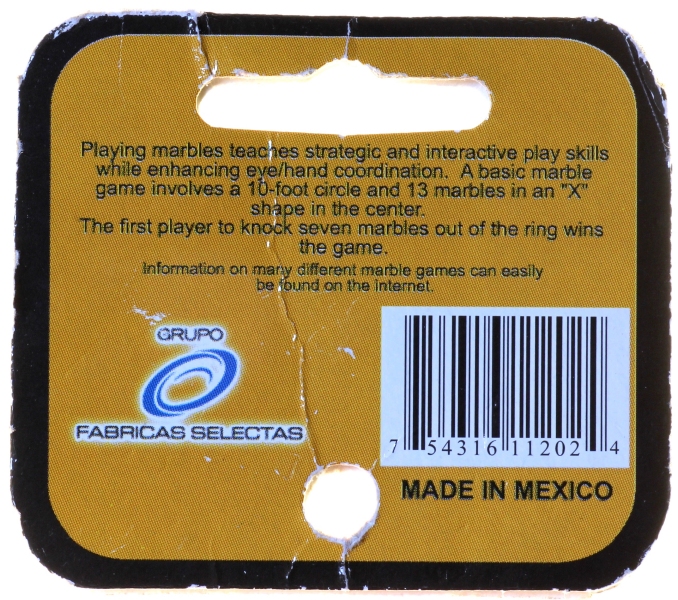 Playing marbles teaches strategic and interactive play skills
while enhancing eye/hand coordination. A basic marble
game involves a 10-foot circle and 13 marbles in an "X"
shape in the center.
The first player to knock seven marbles out of the ring wins
the game.
Information on many different marble games can easily
be found on the internet.
GRUPO
FABRICAS SELECTAS
7 54316 11202 4
MADE IN MEXICO